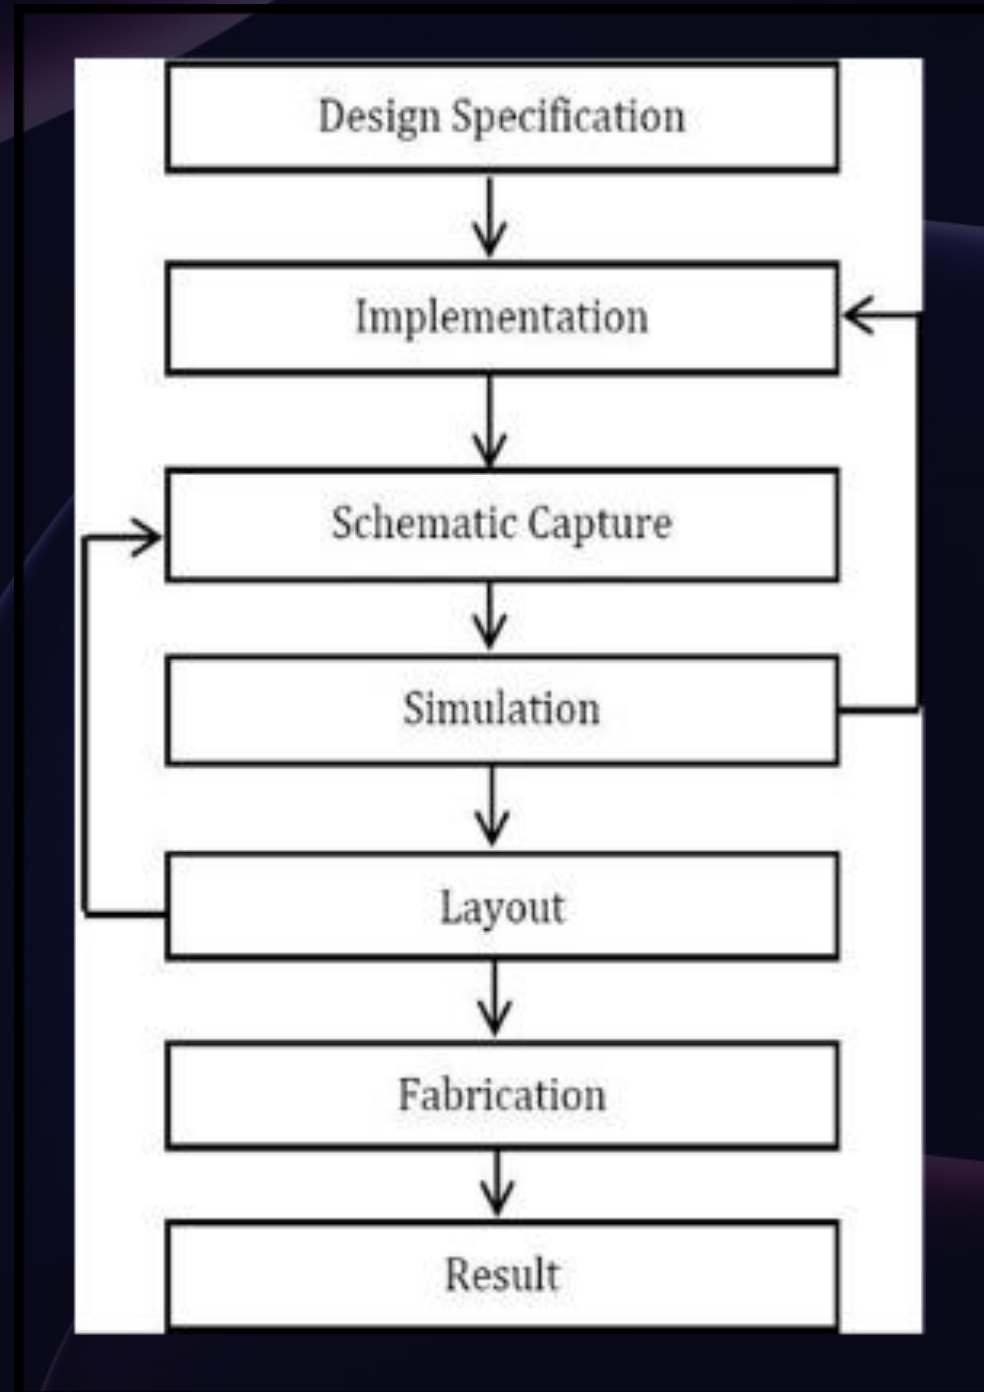 Design Specification
Implementation
Schematic Capture
Simulation
Layout
Fabrication
Result